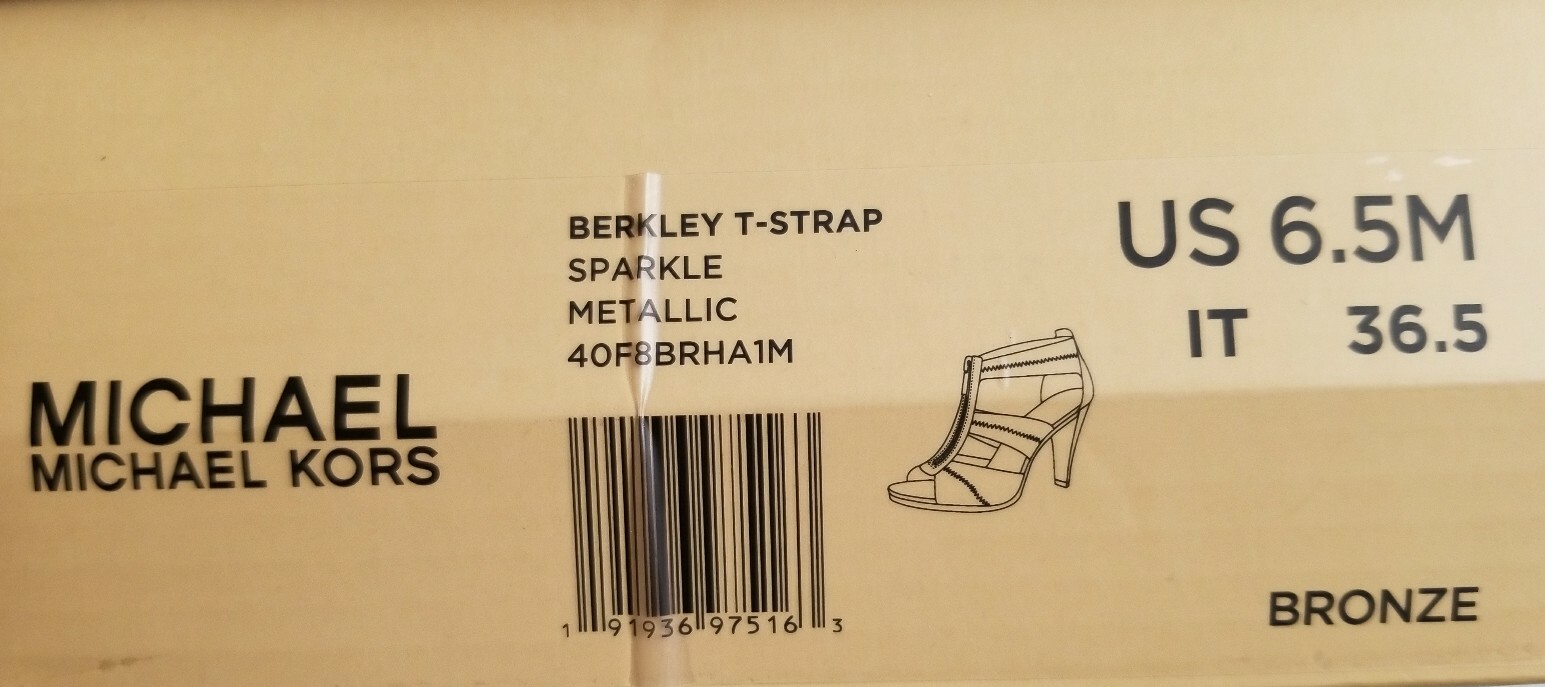 MICHAEL
MICHAEL KORS
BERKLEY T-STRAP
SPARKLE
METALLIC
40F8BRHA1M
1 91936 97516 3
US 6.5M
IT 36.5
BRONZE